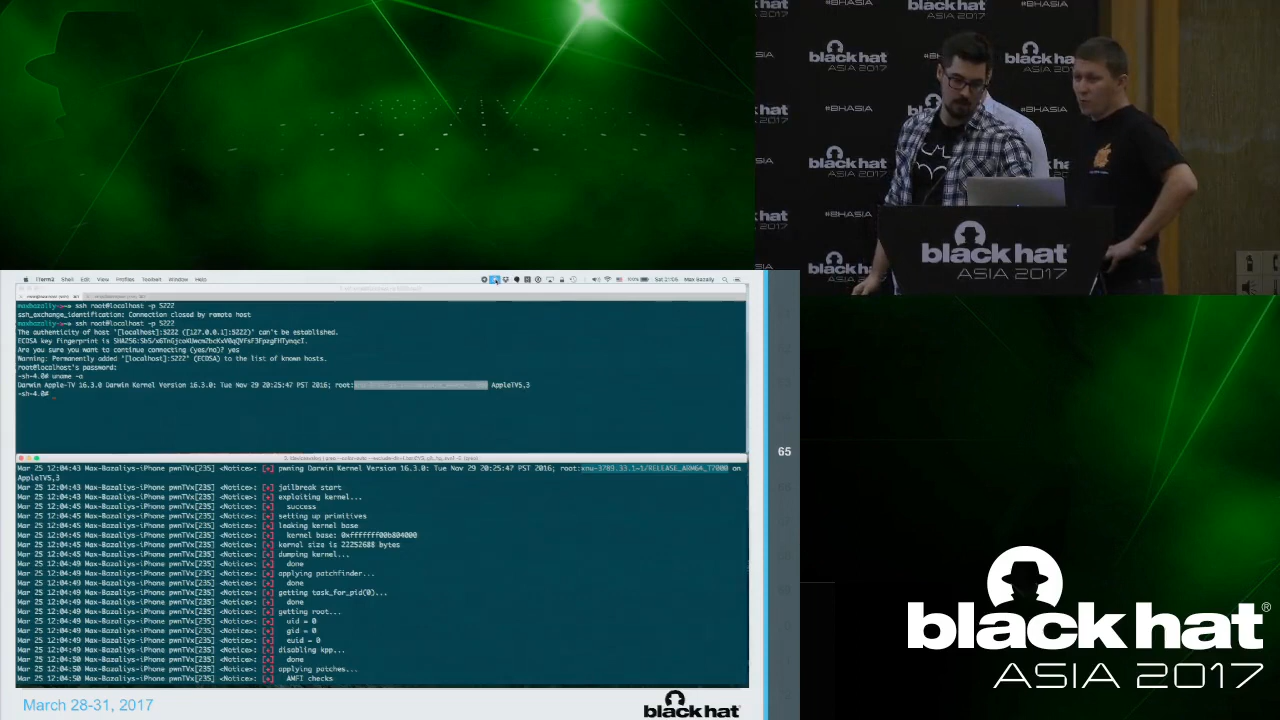 black hat
ASIA 2017
#BHASIA
black hat
ASIA 2017
iTerm2 Shell Edit View Profiles Toolbelt Window Help
100% Sat 21:05 Max Bazaliy
maxbazaliy ssh root@localhost -p 5222
ssh_exchange_identification: Connection closed by remote host
maxbazaliy ssh root@localhost -p 5222
The authenticity of host '[localhost]:5222 ([127.0.0.1]:5222)' can't be established.
Are you sure you want to continue connecting (yes/no)? yes
Warning: Permanently added '[localhost]:5222' (ECDSA) to the list of known hosts.
root@localhost's password:
-sh-4.0# uname -a
Darwin Apple-TV 16.3.0 Darwin Kernel Version 16.3.0: Tue Nov 29 20:25:47 PST 2016; root: AppleTV5,3
-sh-4.0#
Mar 25 12:04:43 Max-Bazaliys-iPhone pwnTVx[235] <Notice>: [+] pwning Darwin Kernel Version 16.3.0: Tue Nov 29 20:25:47 PST 2016; root:xnu-3789.33.1~1/RELEASE_ARM64_T7000 on
AppleTV5,3
Mar 25 12:04:43 Max-Bazaliys-iPhone pwnTVx[235] <Notice>: [+] jailbreak start
Mar 25 12:04:43 Max-Bazaliys-iPhone pwnTVx[235] <Notice>: [+] exploiting kernel...
Mar 25 12:04:45 Max-Bazaliys-iPhone pwnTVx[235] <Notice>: [+] success
Mar 25 12:04:45 Max-Bazaliys-iPhone pwnTVx[235] <Notice>: [+] setting up primitives
Mar 25 12:04:45 Max-Bazaliys-iPhone pwnTVx[235] <Notice>: [+] leaking kernel base
Mar 25 12:04:45 Max-Bazaliys-iPhone pwnTVx[235] <Notice>: [+] kernel base: 0xfffffff00b804000
Mar 25 12:04:45 Max-Bazaliys-iPhone pwnTVx[235] <Notice>: [+] kernel size is 22252688 bytes
Mar 25 12:04:45 Max-Bazaliys-iPhone pwnTVx[235] <Notice>: [+] dumping kernel...
Mar 25 12:04:49 Max-Bazaliys-iPhone pwnTVx[235] <Notice>: [+] done
Mar 25 12:04:49 Max-Bazaliys-iPhone pwnTVx[235] <Notice>: [+] applying patchfinder...
Mar 25 12:04:49 Max-Bazaliys-iPhone pwnTVx[235] <Notice>: [+] done
Mar 25 12:04:49 Max-Bazaliys-iPhone pwnTVx[235] <Notice>: [+] getting task_for_pid(0)...
Mar 25 12:04:49 Max-Bazaliys-iPhone pwnTVx[235] <Notice>: [+] done
Mar 25 12:04:49 Max-Bazaliys-iPhone pwnTVx[235] <Notice>: [+] getting root...
Mar 25 12:04:49 Max-Bazaliys-iPhone pwnTVx[235] <Notice>: [+] uid = 0
Mar 25 12:04:49 Max-Bazaliys-iPhone pwnTVx[235] <Notice>: [+] gid = 0
Mar 25 12:04:49 Max-Bazaliys-iPhone pwnTVx[235] <Notice>: [+] euid = 0
Mar 25 12:04:49 Max-Bazaliys-iPhone pwnTVx[235] <Notice>: [+] disabling kpp...
Mar 25 12:04:50 Max-Bazaliys-iPhone pwnTVx[235] <Notice>: [+] done
Mar 25 12:04:50 Max-Bazaliys-iPhone pwnTVx[235] <Notice>: [+] applying patches...
Mar 25 12:04:50 Max-Bazaliys-iPhone pwnTVx[235] <Notice>: [+] AMFI checks
65
March 28-31, 2017
black hat
black hat®
ASIA 2017